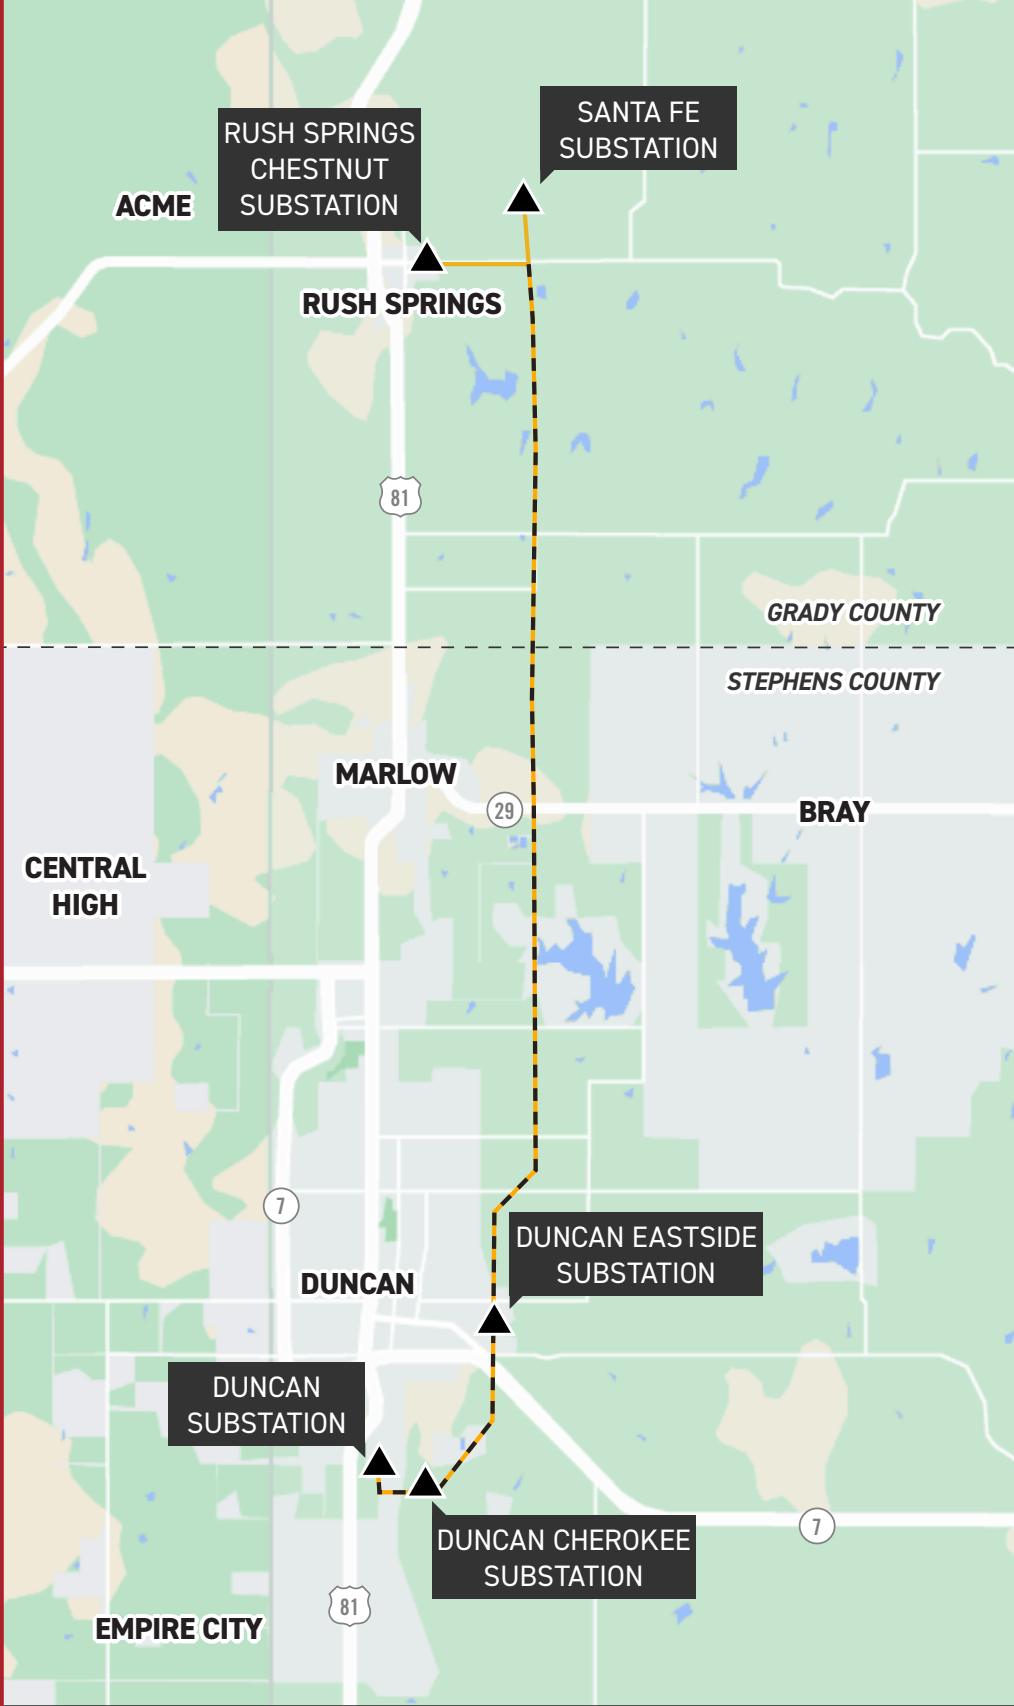 SANTA FE
SUBSTATION
RUSH SPRINGS
CHESTNUT
SUBSTATION
ACME
RUSH SPRINGS
81
GRADY COUNTY
STEPHENS COUNTY
MARLOW
29
BRAY
CENTRAL
HIGH
7
DUNCAN EASTSIDE
SUBSTATION
DUNCAN
DUNCAN
SUBSTATION
7
DUNCAN CHEROKEE
SUBSTATION
81
EMPIRE CITY